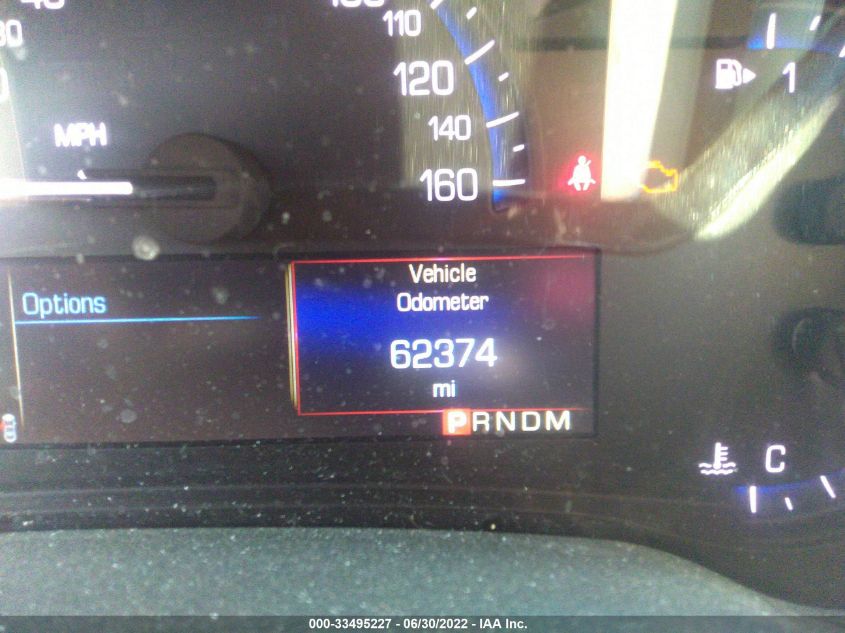 110
120
1
MPH
140
160
Vehicle
Options
Odometer
62374
mi
PRNDM
C
000-33495227 - 06/30/2022 - IAA Inc.